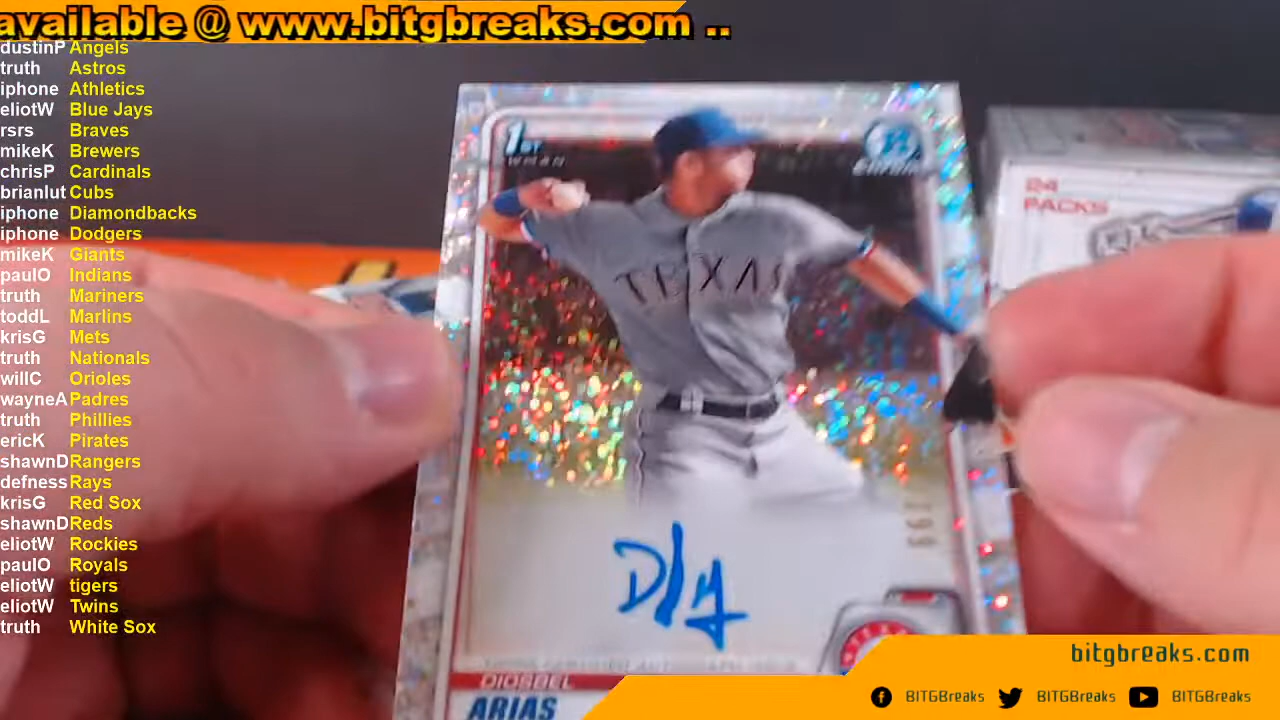 available @ www.bitgbreaks.com ..
dustinP Angels
truth Astros
iphone Athletics
eliotW Blue Jays
rsrs Braves
mikeK Brewers
chrisP Cardinals
brianlut Cubs
iphone Diamondbacks
iphone Dodgers
mikeK Giants
paulO Indians
truth Mariners
toddL Marlins
krisG Mets
truth Nationals
willC Orioles
wayneA Padres
truth Phillies
ericK Pirates
shawnD Rangers
defness Rays
krisG Red Sox
shawnD Reds
eliotW Rockies
paulO Royals
eliotW tigers
eliotW Twins
truth White Sox
1ST
24
PACKS
TEXAS
DIOSBEL
ARIAS
bitgbreaks.com
BITGBreaks
BITGBreaks
BITGBreaks